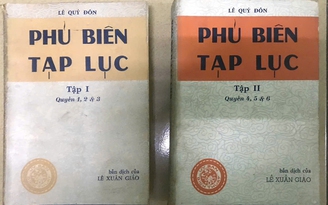 LÊ QUÝ ĐÔN
PHỦ BIÊN
TẠP LỤC
Tập I
Quyển 1, 2 & 3
bản dịch của
LÊ XUÂN GIÁO
LÊ QUÝ ĐÔN
PHỦ BIÊN
TẠP LỤC
Tập II
Quyển 4, 5 & 6
bản dịch của
LÊ XUÂN GIÁO